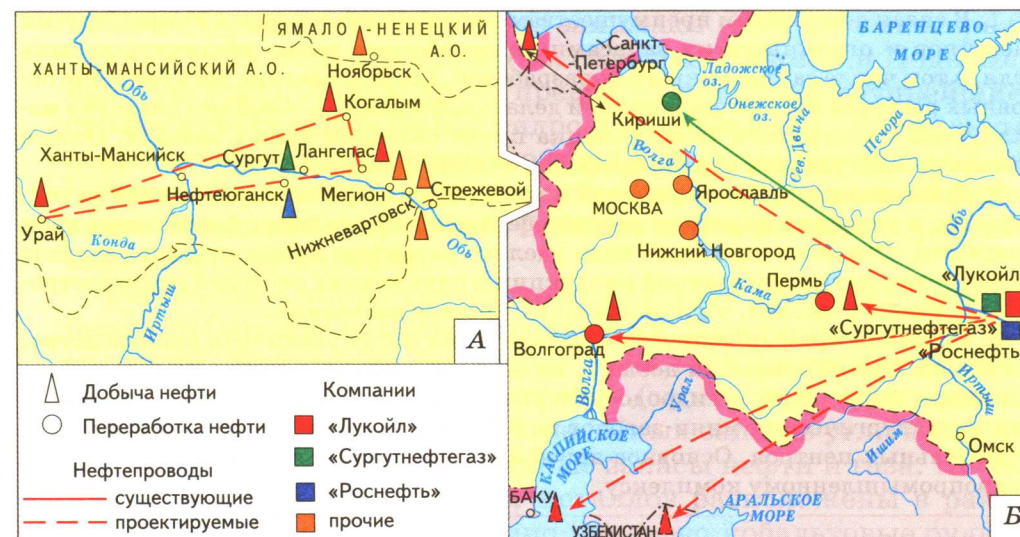 ЯМАЛО - НЕНЕЦКИЙ
А.О.
ХАНТЫ-МАНСИЙСКИЙ А.О.
Ноябрьск
Обь
Когалым
Ханты-Мансийск
Сургут
Лангепас
Нефтеюганск
Мегион
Стрежевой
Нижневартовск
Урай
Конда
Обь
Иртыш
А
БАРЕНЦЕВО
МОРЕ
Санкт-
-Петербург
Ладожское
оз.
Онежское
оз.
Кириши
Волга
Сев. Двина
Печора
МОСКВА
Ярославль
Нижний Новгород
Обь
Пермь
Кама
«Лукойл»
«Сургутнефтегаз»
«Роснефть»
Волгоград
Волга
Урал
Иртыш
Ишим
Омск
КАСПИЙСКОЕ
МОРЕ
БАКУ
АРАЛЬСКОЕ
МОРЕ
УЗБЕКИСТАН
Б
Добыча нефти
Переработка нефти
Нефтепроводы
существующие
проектируемые
Компании
«Лукойл»
«Сургутнефтегаз»
«Роснефть»
прочие